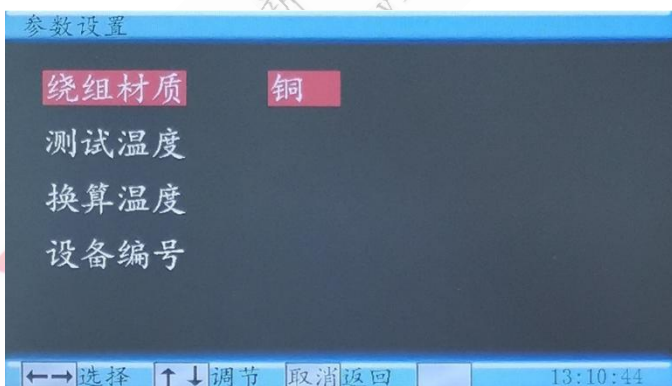 参数设置
绕组材质 铜
测试温度
换算温度
设备编号
←→选择 ↑↓调节 取消返回 13:10:44